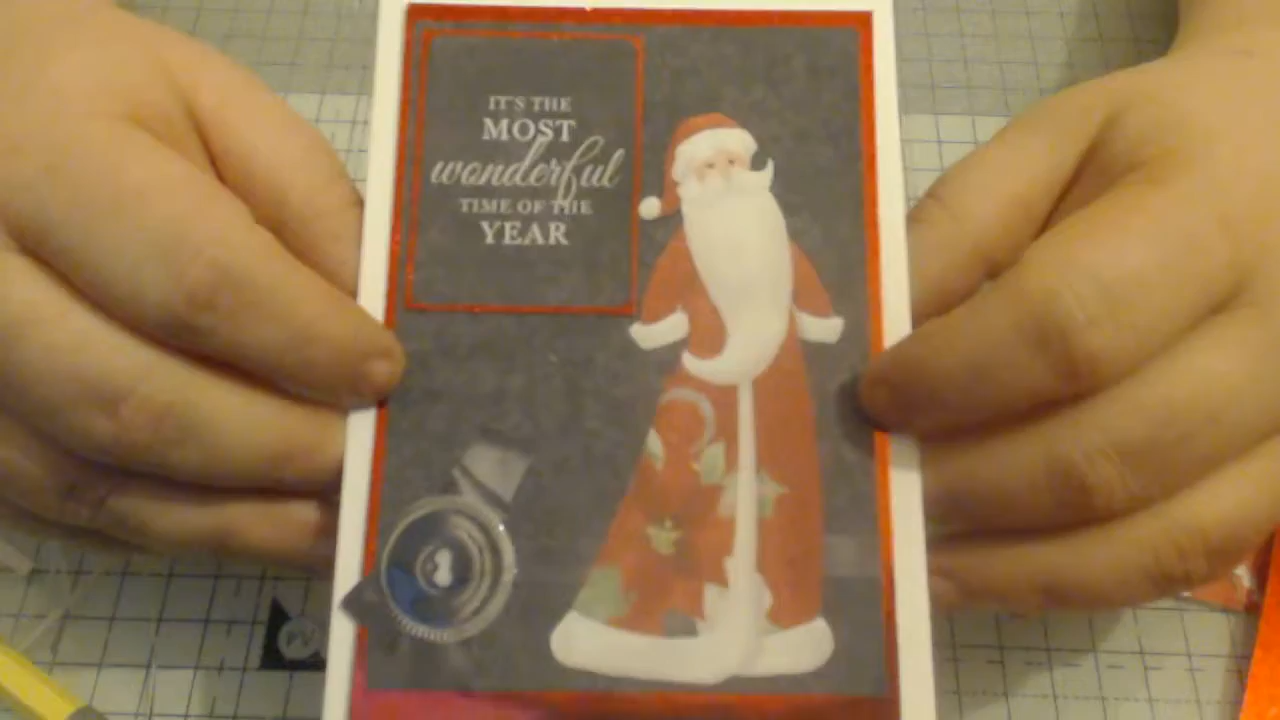 IT'S THE
MOST
wonderful
TIME OF THE
YEAR